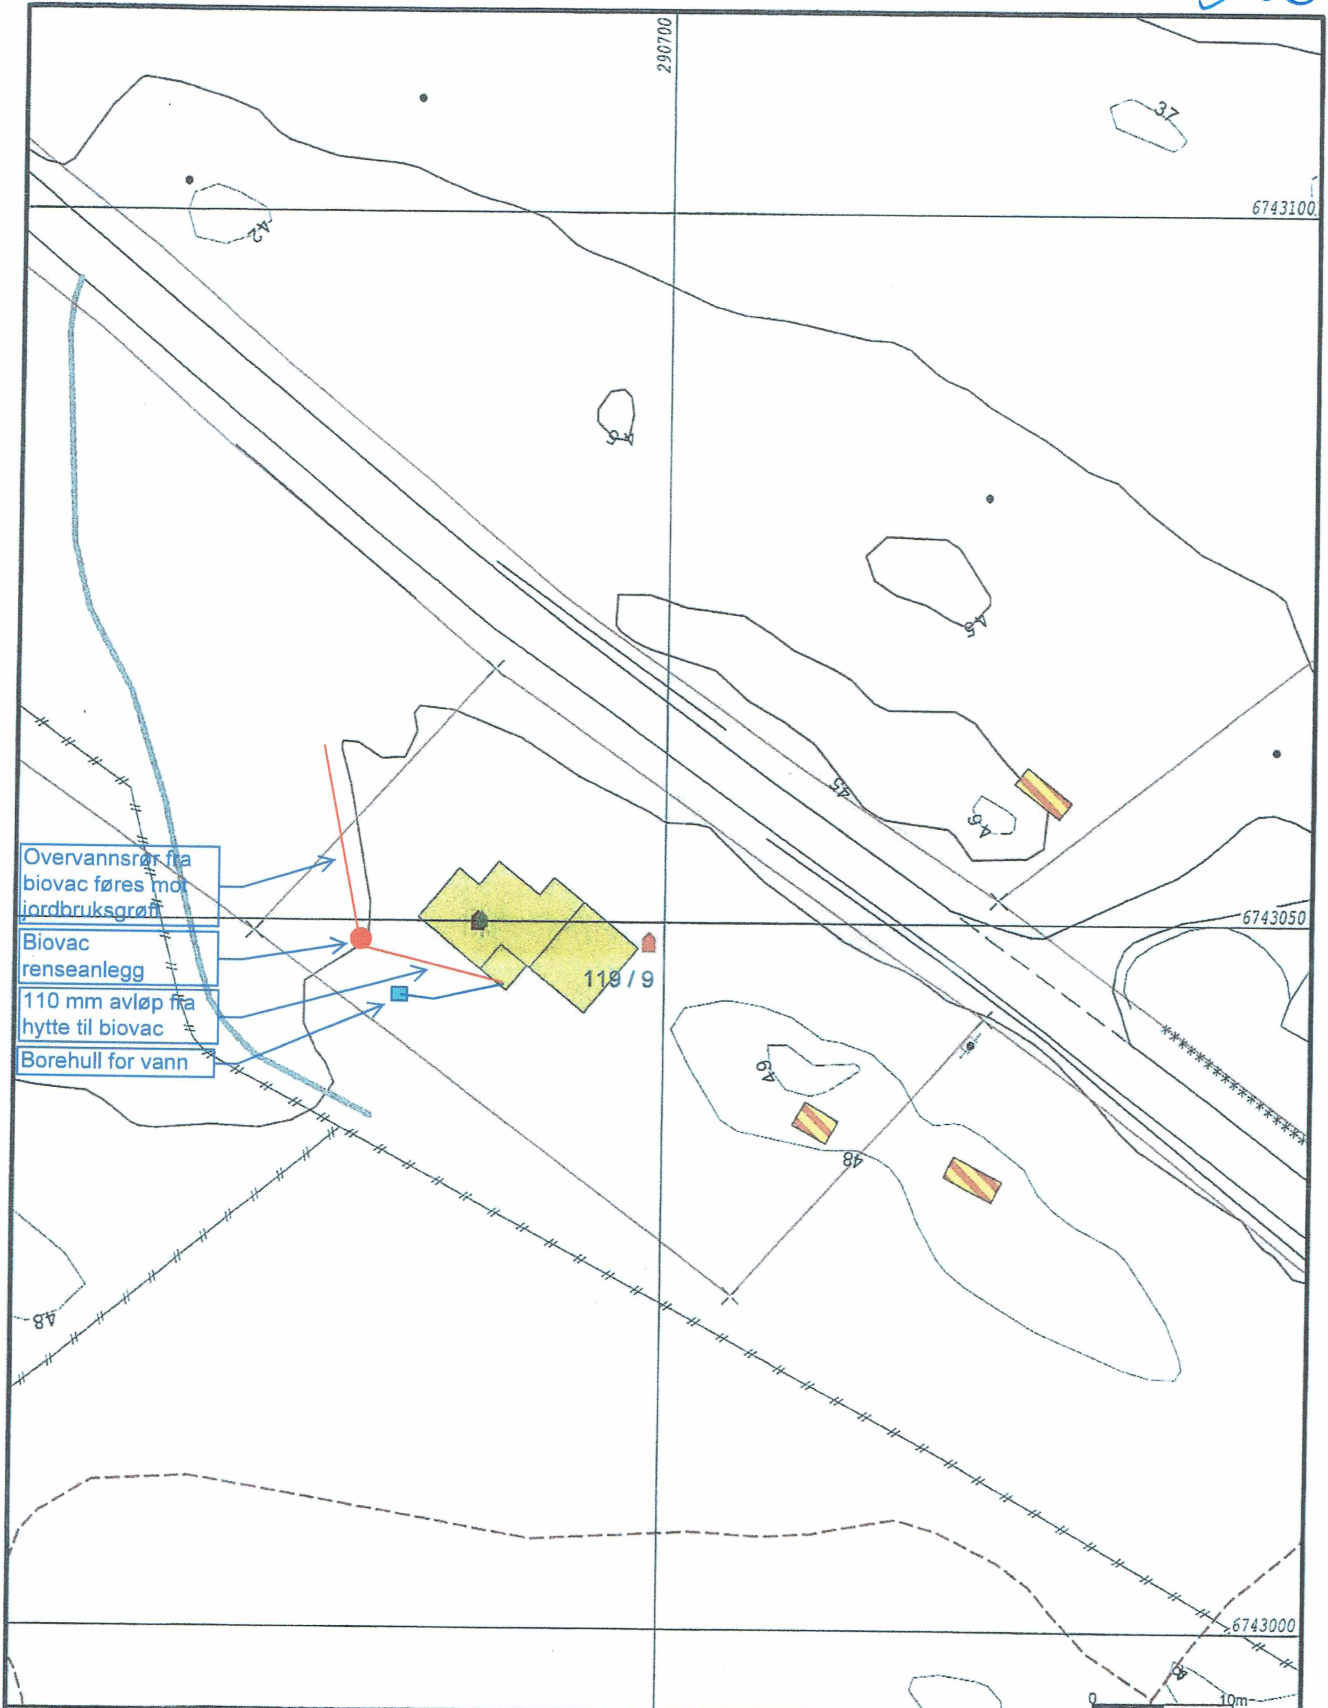 290700
37
6743100
42
45
45
45
46
Overvannsrør fra
biovac føres mot
jordbruksgrøft
6743050
Biovac
renseanlegg
119 / 9
110 mm avløp fra
hytte til biovac
Borehull for vann
49
48
48
6743000
48
0 10m